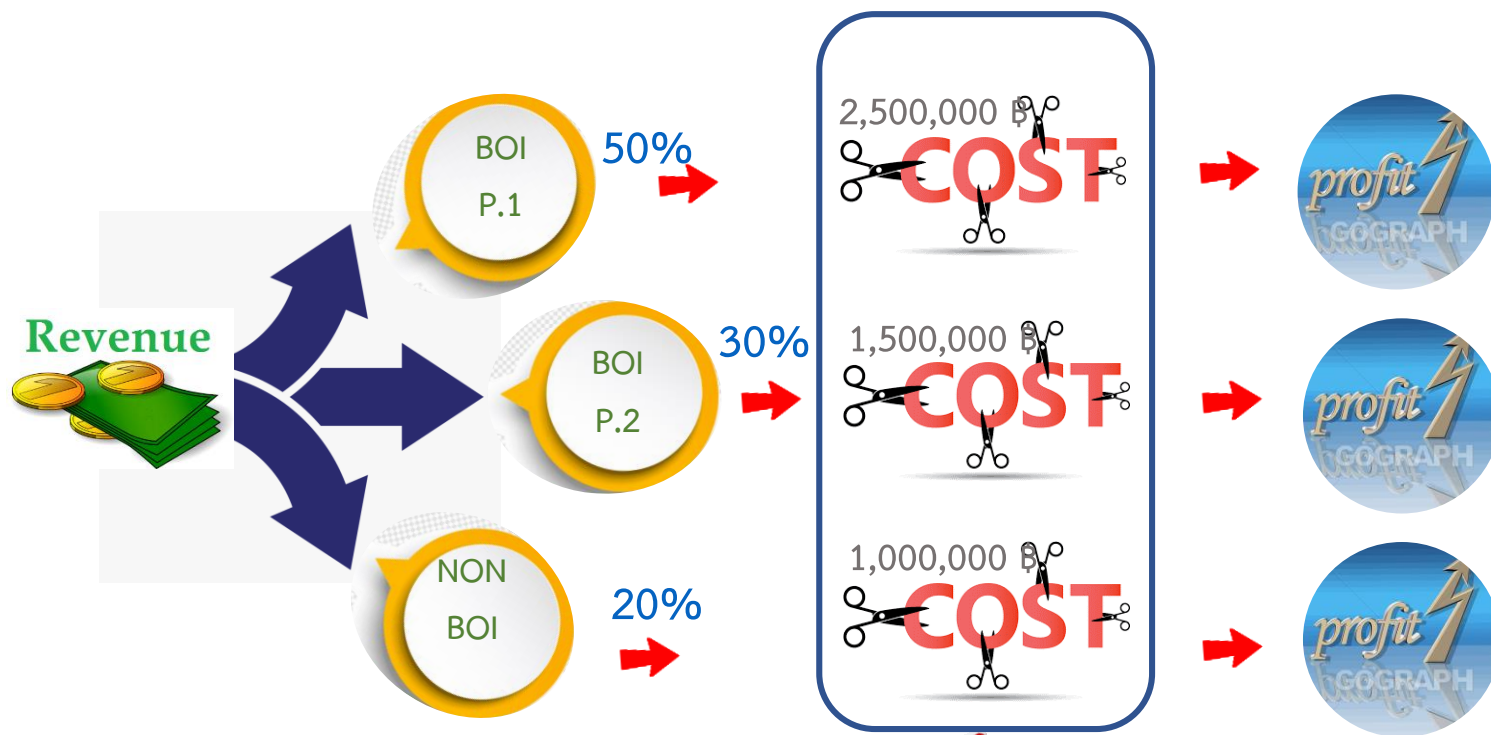 Revenue
BOI
P.1
50%
2,500,000 ฿
COST
profit
GOGRAPH
BOI
P.2
30%
1,500,000 ฿
COST
profit
GOGRAPH
NON
BOI
20%
1,000,000 ฿
COST
profit
GOGRAPH